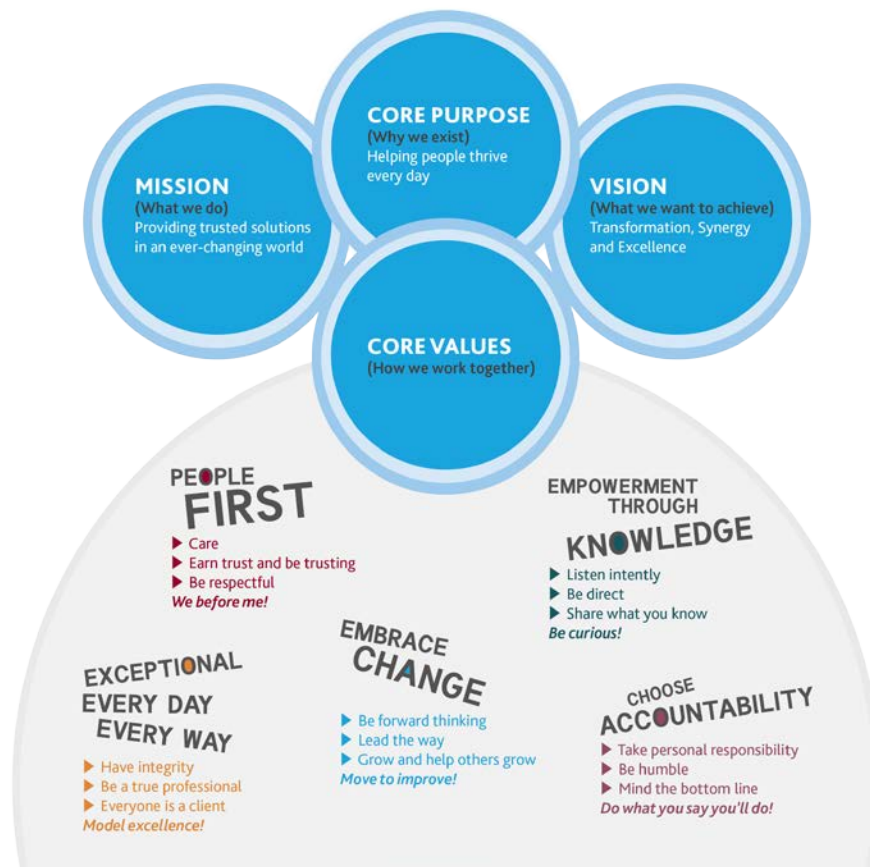 CORE PURPOSE
(Why we exist)
Helping people thrive
every day
MISSION
(What we do)
Providing trusted solutions
in an ever-changing world
VISION
(What we want to achieve)
Transformation, Synergy
and Excellence
CORE VALUES
(How we work together)
PEOPLE
FIRST
▶ Care
▶ Earn trust and be trusting
▶ Be respectful
We before me!
EMPOWERMENT
THROUGH
KNOWLEDGE
▶ Listen intently
▶ Be direct
▶ Share what you know
Be curious!
EXCEPTIONAL
EVERY DAY
EVERY WAY
▶ Have integrity
▶ Be a true professional
▶ Everyone is a client
Model excellence!
EMBRACE
CHANGE
▶ Be forward thinking
▶ Lead the way
▶ Grow and help others grow
Move to improve!
CHOOSE
ACCOUNTABILITY
▶ Take personal responsibility
▶ Be humble
▶ Mind the bottom line
Do what you say you'll do!